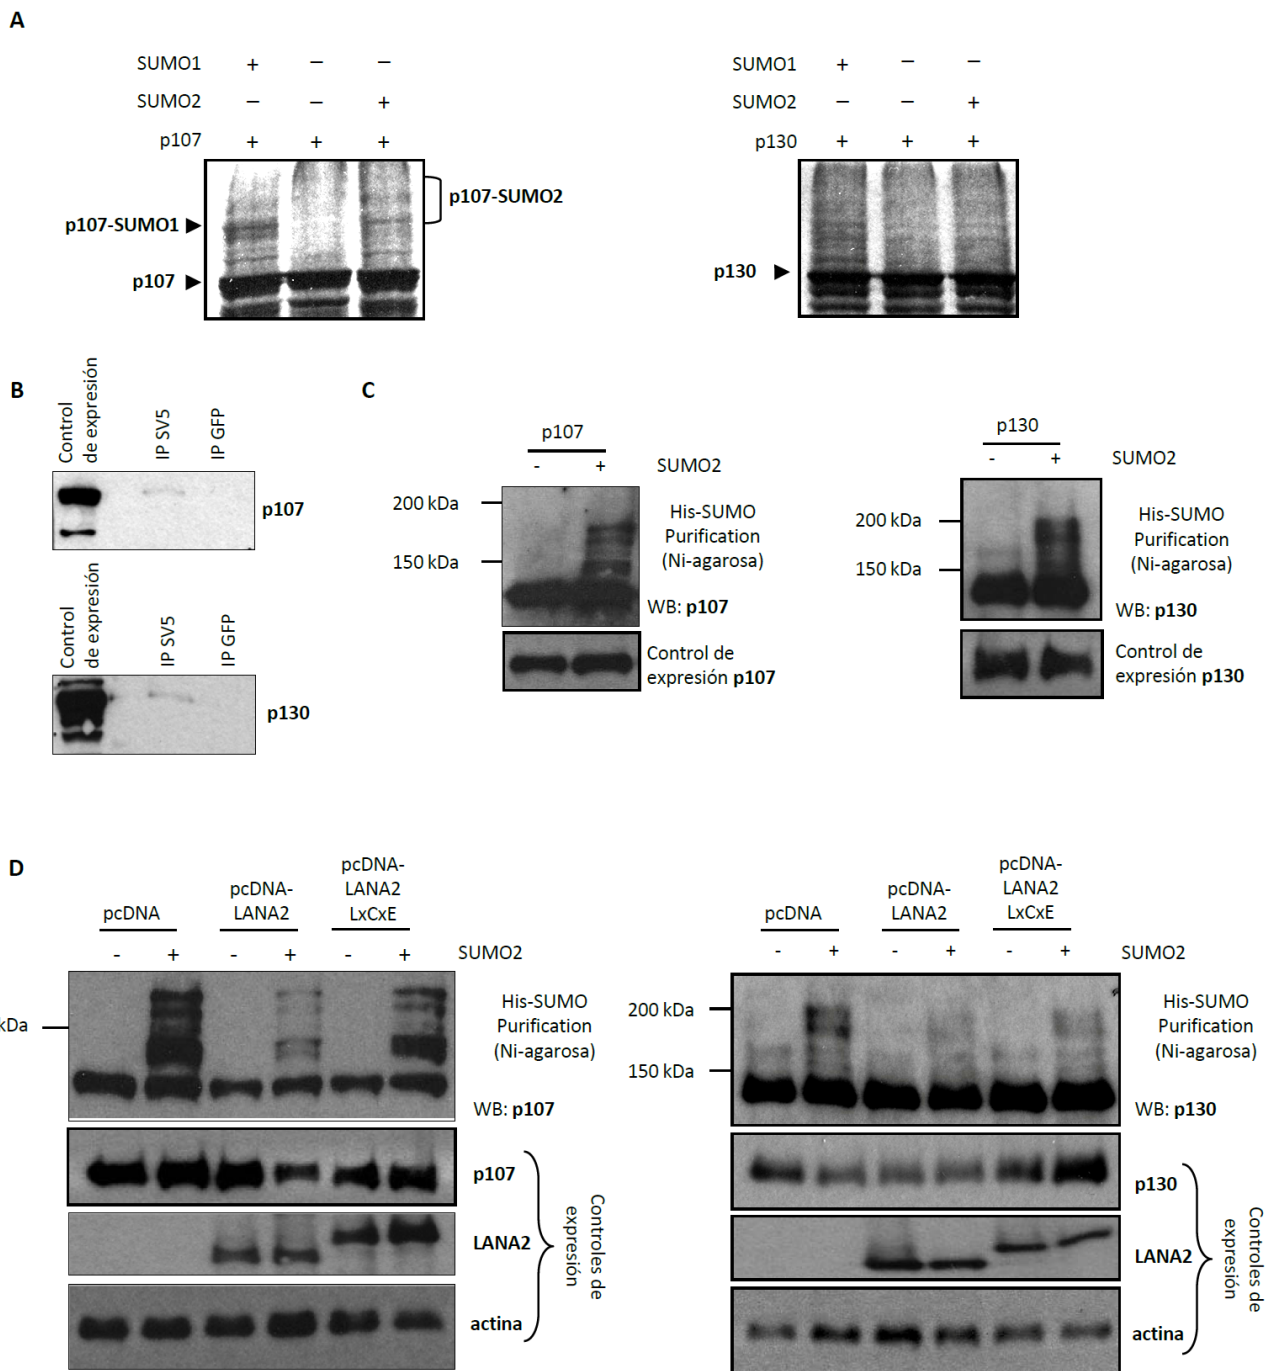 A
SUMO1 + – –
SUMO2 – – +
p107 + + +
p107-SUMO1
p107
p107-SUMO2
SUMO1 + – –
SUMO2 – – +
p130 + + +
p130
B
Control
de expresión
IP SV5
IP GFP
p107
Control
de expresión
IP SV5
IP GFP
p130
C
p107
- + SUMO2
200 kDa
150 kDa
His-SUMO
Purification
(Ni-agarosa)
WB: p107
Control de
expresión p107
p130
- + SUMO2
200 kDa
150 kDa
His-SUMO
Purification
(Ni-agarosa)
WB: p130
Control de
expresión p130
D
pcDNA
pcDNA-
LANA2
pcDNA-
LANA2
LxCxE
- + - + - + SUMO2
kDa
His-SUMO
Purification
(Ni-agarosa)
WB: p107
p107
LANA2
actina
Controles de
expresión
pcDNA
pcDNA-
LANA2
pcDNA-
LANA2
LxCxE
- + - + - + SUMO2
200 kDa
150 kDa
His-SUMO
Purification
(Ni-agarosa)
WB: p130
p130
LANA2
actina
Controles de
expresión